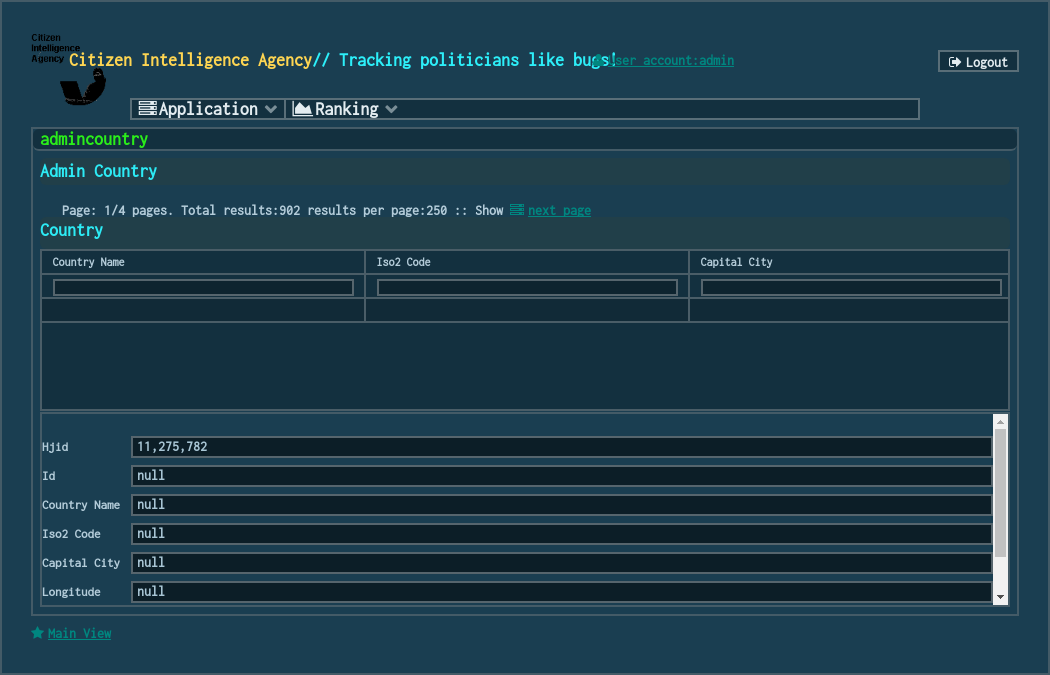 Citizen
Intelligence
Agency
Citizen Intelligence Agency// Tracking politicians like bugs!
User account:admin
Logout
Application
Ranking
admincountry
Admin Country
Page: 1/4 pages. Total results:902 results per page:250 :: Show next page
Country
Country Name Iso2 Code Capital City
Hjid 11,275,782
Id null
Country Name null
Iso2 Code null
Capital City null
Longitude null
Main View